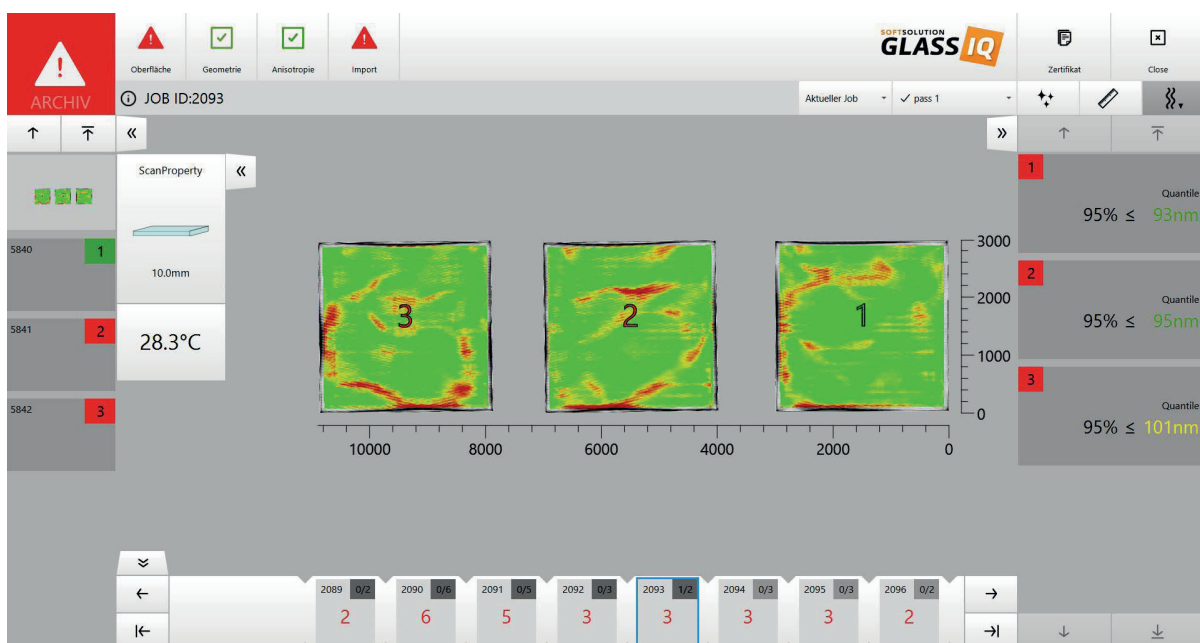 ARCHIV
Oberfläche
Geometrie
Anisotropie
Import
SOFTSOLUTION
GLASS IQ
Zertifikat
Close
JOB ID:2093
Aktueller Job
pass 1
ScanProperty
10.0mm
28.3°C
5840
1
5841
2
5842
3
3
2
1
3000
2000
1000
0
10000
8000
6000
4000
2000
0
1
Quantile
95% ≤ 93nm
2
Quantile
95% ≤ 95nm
3
Quantile
95% ≤ 101nm
2089 0/2
2
2090 0/6
6
2091 0/5
5
2092 0/3
3
2093 1/2
3
2094 0/3
3
2095 0/3
3
2096 0/2
2